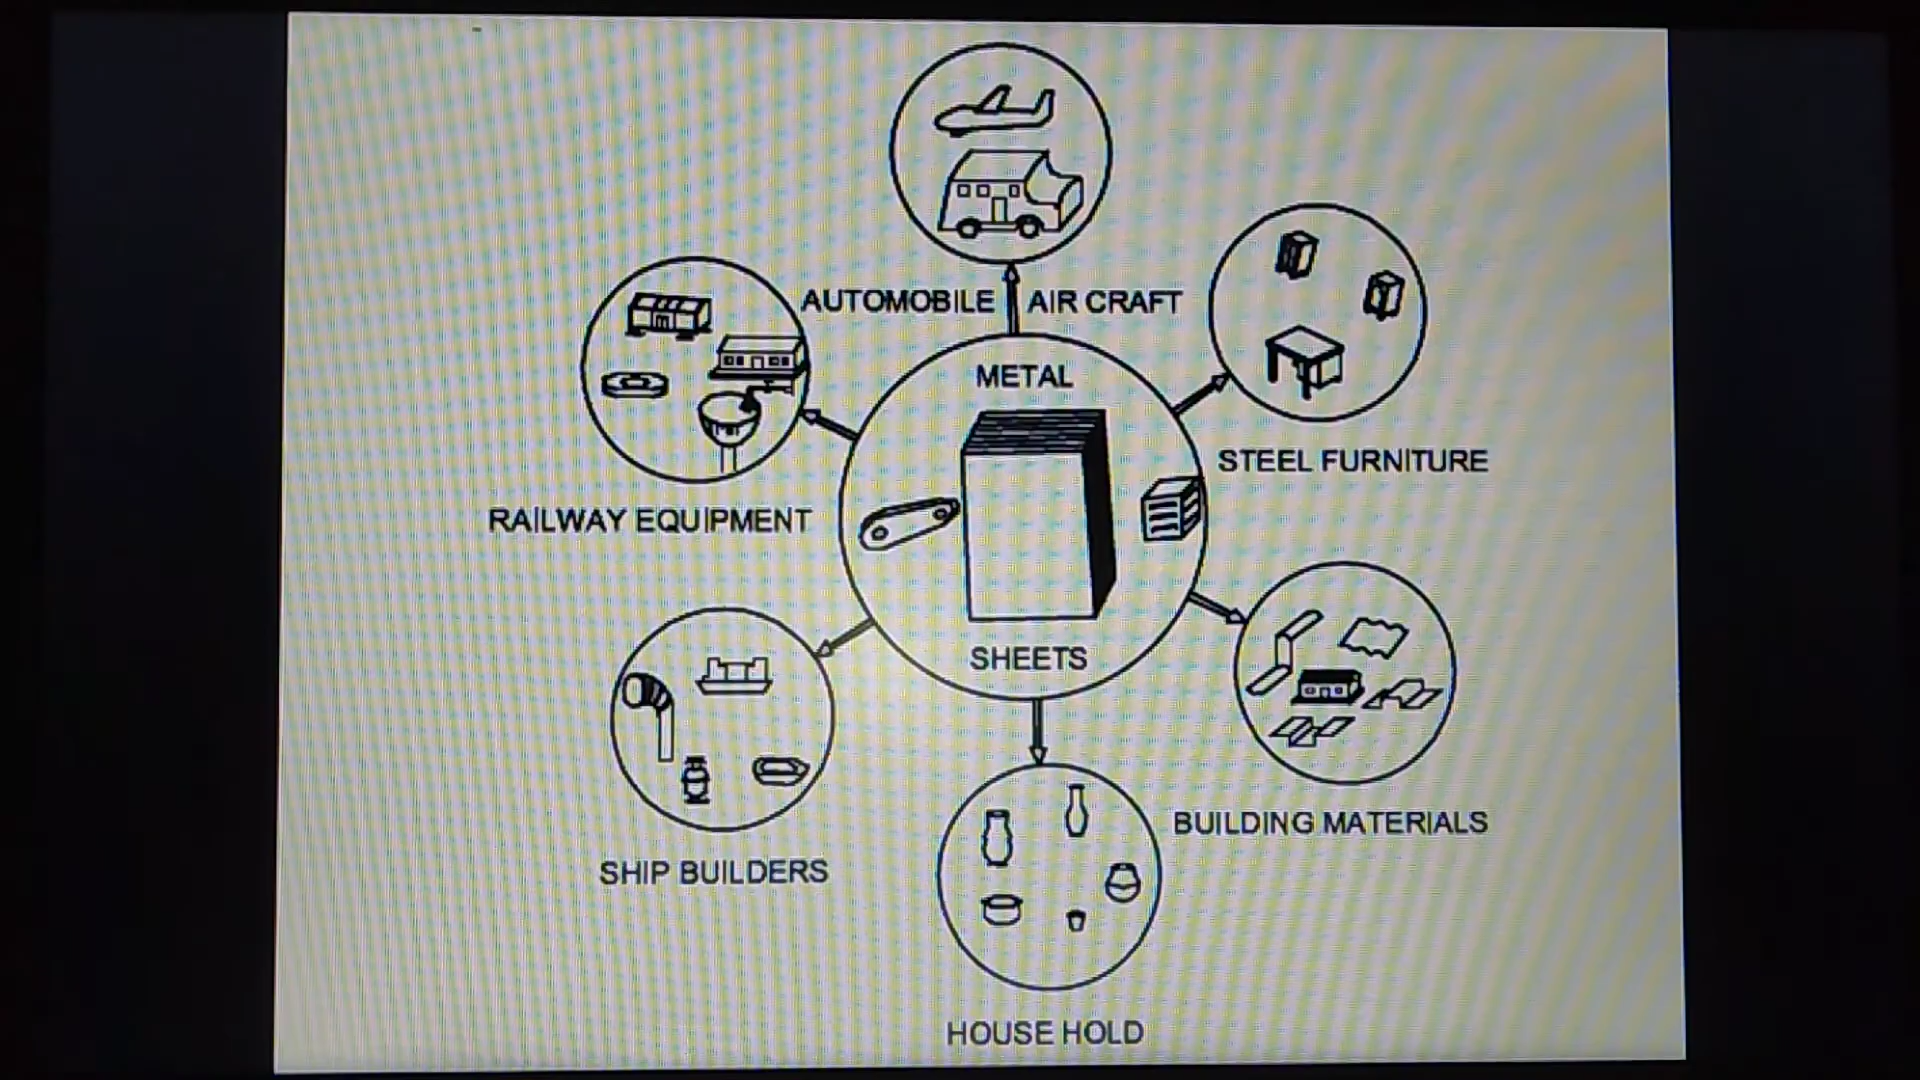 AUTOMOBILE AIR CRAFT
METAL
STEEL FURNITURE
RAILWAY EQUIPMENT
SHEETS
BUILDING MATERIALS
SHIP BUILDERS
HOUSE HOLD